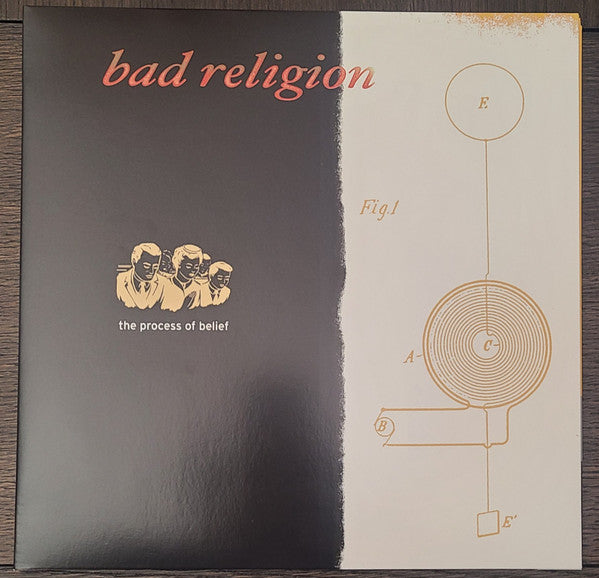 bad religion
E
Fig.1
the process of belief
C
A
B
E'